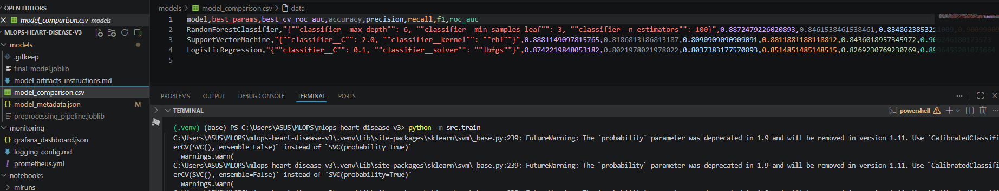 OPEN EDITORS
model_comparison.csv models
MLOPS-HEART-DISEASE-V3
models
.gitkeep
final_model.joblib
model_artifacts_instructions.md
model_comparison.csv
model_metadata.json M
preprocessing_pipeline.joblib
monitoring
grafana_dashboard.json
logging_config.md
prometheus.yml
notebooks
mlruns
models > model_comparison.csv > data
1 model,best_params,best_cv_roc_auc,accuracy,precision,recall,f1,roc_auc
2 RandomForestClassifier,"{""classifier__max_depth"": 6, ""classifier__min_samples_leaf"": 3, ""classifier__n_estimators"": 100}",0.8872479226020893,0.8461538461538461,0.8348623853211009,
3 SupportVectorMachine,"{""classifier__C"": 2.0, ""classifier__kernel"": ""rbf""}",0.8881149097815765,0.8186813186813187,0.8090909090909091,0.8811881188118812,0.8436018957345972,0.906246180173573
4 LogisticRegression,"{""classifier__C"": 0.1, ""classifier__solver"": ""lbfgs""}",0.8742219848053182,0.8021978021978022,0.8037383177570093,0.8514851485148515,0.8269230769230769,0.8996455201075664
5
PROBLEMS OUTPUT DEBUG CONSOLE TERMINAL PORTS
TERMINAL
powershell
(.venv) (base) PS C:\Users\ASUS\MLOPS\mlops-heart-disease-v3> python -m src.train
C:\Users\ASUS\MLOPS\mlops-heart-disease-v3\.venv\Lib\site-packages\sklearn\svm\_base.py:239: FutureWarning: The `probability` parameter was deprecated in 1.9 and will be removed in version 1.11. Use `CalibratedClassifi
erCV(SVC(), ensemble=False)` instead of `SVC(probability=True)`
warnings.warn(
C:\Users\ASUS\MLOPS\mlops-heart-disease-v3\.venv\Lib\site-packages\sklearn\svm\_base.py:239: FutureWarning: The `probability` parameter was deprecated in 1.9 and will be removed in version 1.11. Use `CalibratedClassifi
erCV(SVC(), ensemble=False)` instead of `SVC(probability=True)`
warnings.warn(